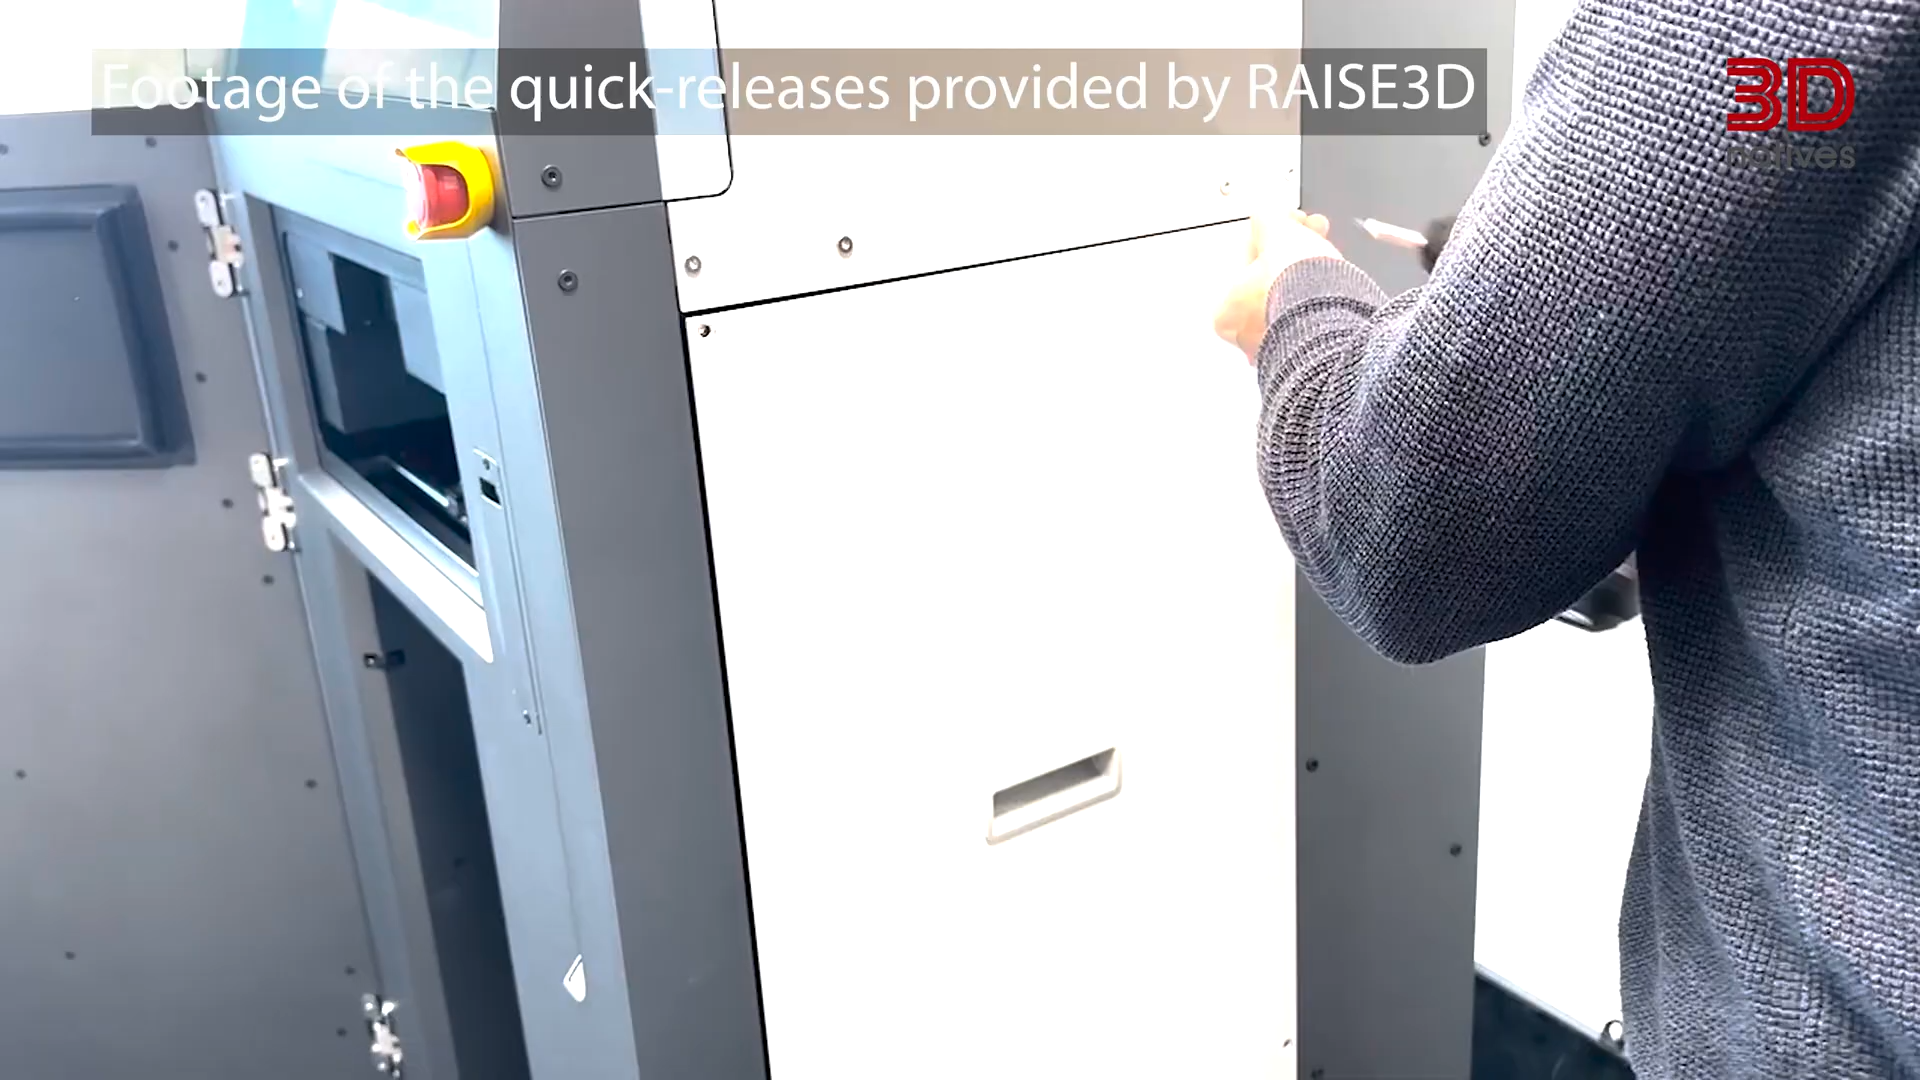 Footage of the quick-releases provided by RAISE3D
3D
natives